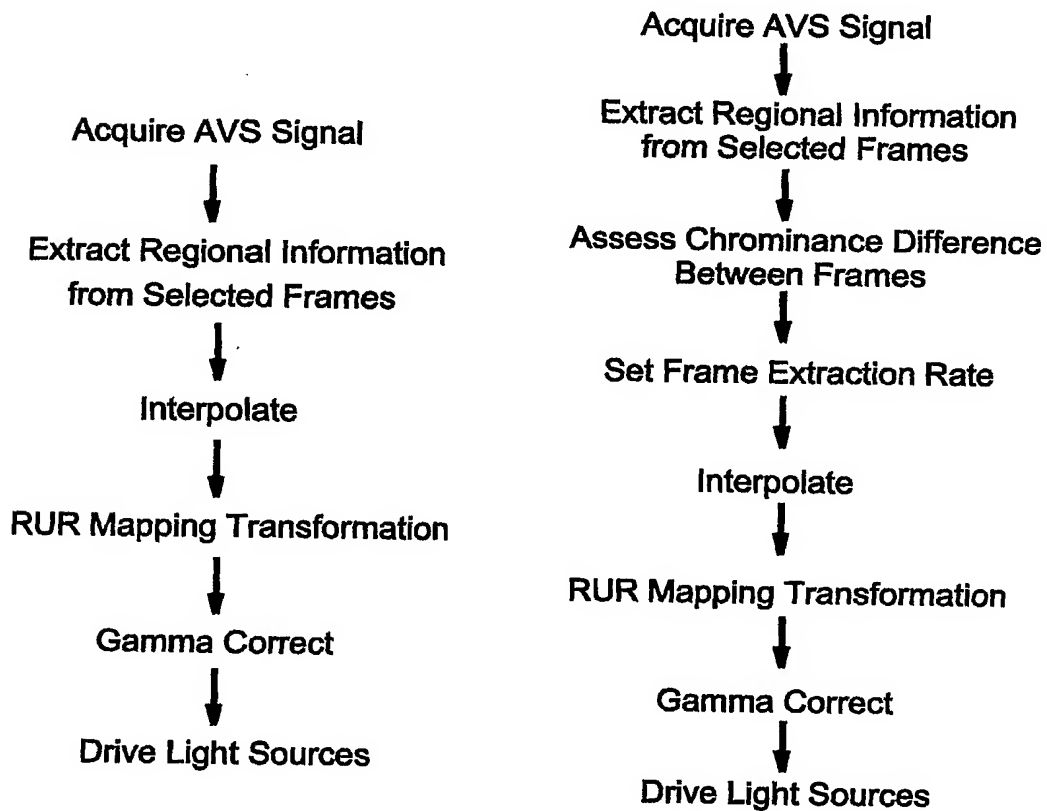 Acquire AVS Signal
Extract Regional Information
from Selected Frames
Interpolate
RUR Mapping Transformation
Gamma Correct
Drive Light Sources
Acquire AVS Signal
Extract Regional Information
from Selected Frames
Assess Chrominance Difference
Between Frames
Set Frame Extraction Rate
Interpolate
RUR Mapping Transformation
Gamma Correct
Drive Light Sources